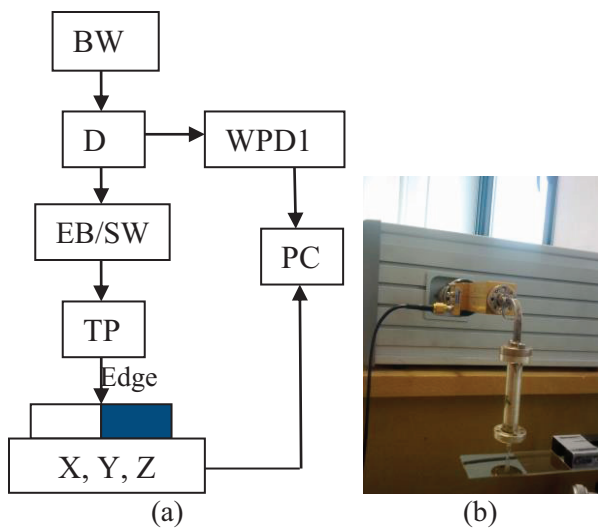 BW
D
WPD1
EB/SW
PC
TP
Edge
X, Y, Z
(a)
(b)